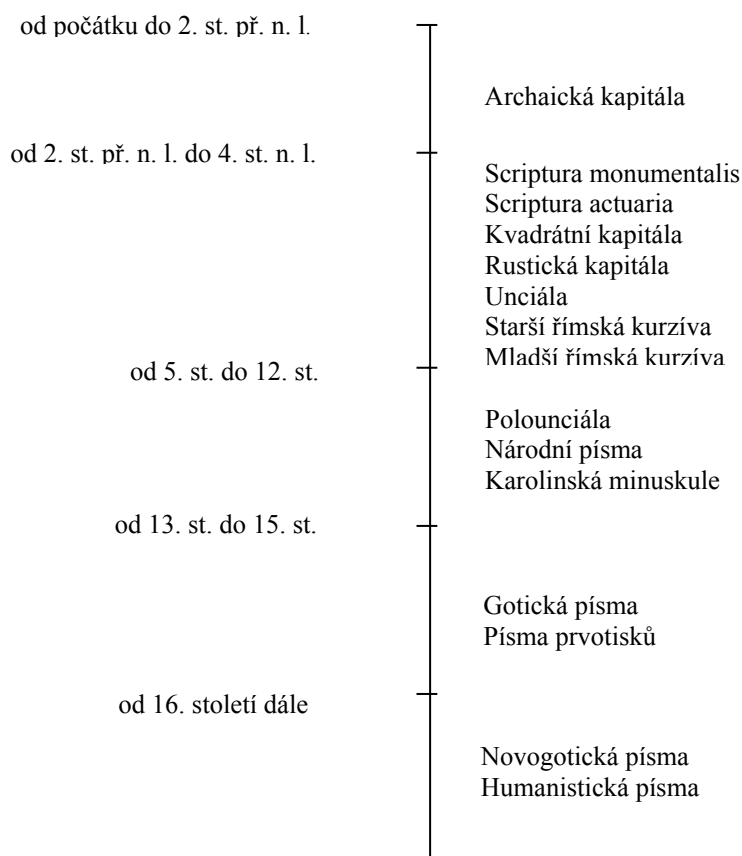 od počátku do 2. st. př. n. l.
Archaická kapitála
od 2. st. př. n. l. do 4. st. n. l.
Scriptura monumentalis
Scriptura actuaria
Kvadrátní kapitála
Rustická kapitála
Unciála
Starší římská kurzíva
Mladší římská kurzíva
od 5. st. do 12. st.
Polounciála
Národní písma
Karolinská minuskule
od 13. st. do 15. st.
Gotická písma
Písma prvotisků
od 16. století dále
Novogotická písma
Humanistická písma